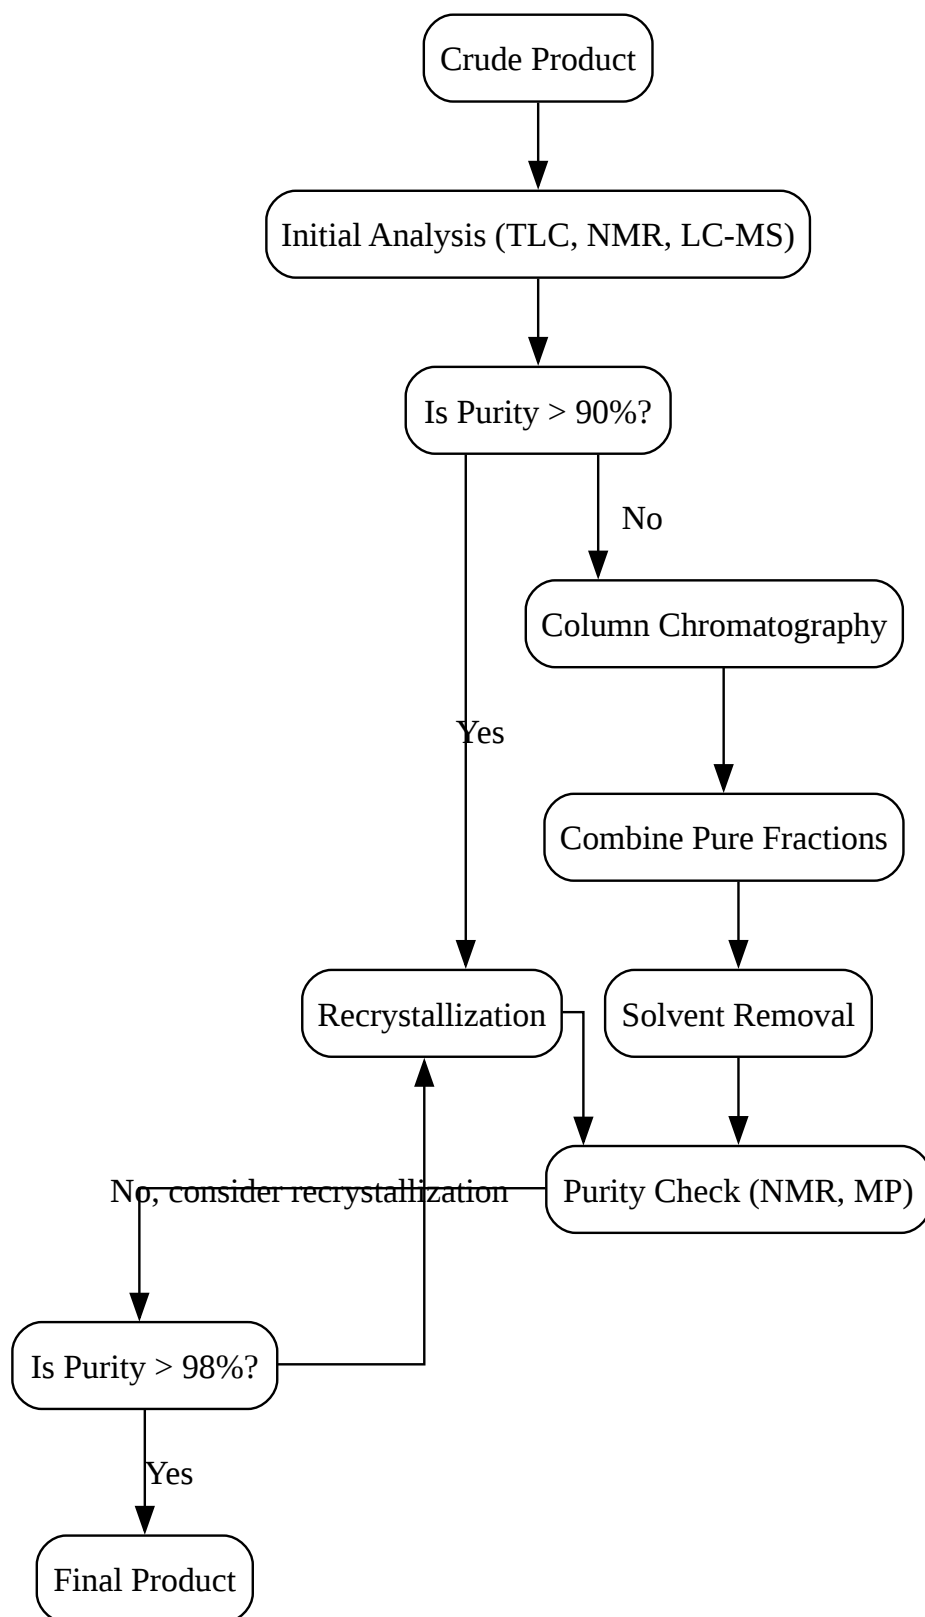 Crude Product
Initial Analysis (TLC, NMR, LC-MS)
Is Purity > 90%?
No
Column Chromatography
Yes
Combine Pure Fractions
Recrystallization
Solvent Removal
No, consider recrystallization
Purity Check (NMR, MP)
Is Purity > 98%?
Yes
Final Product